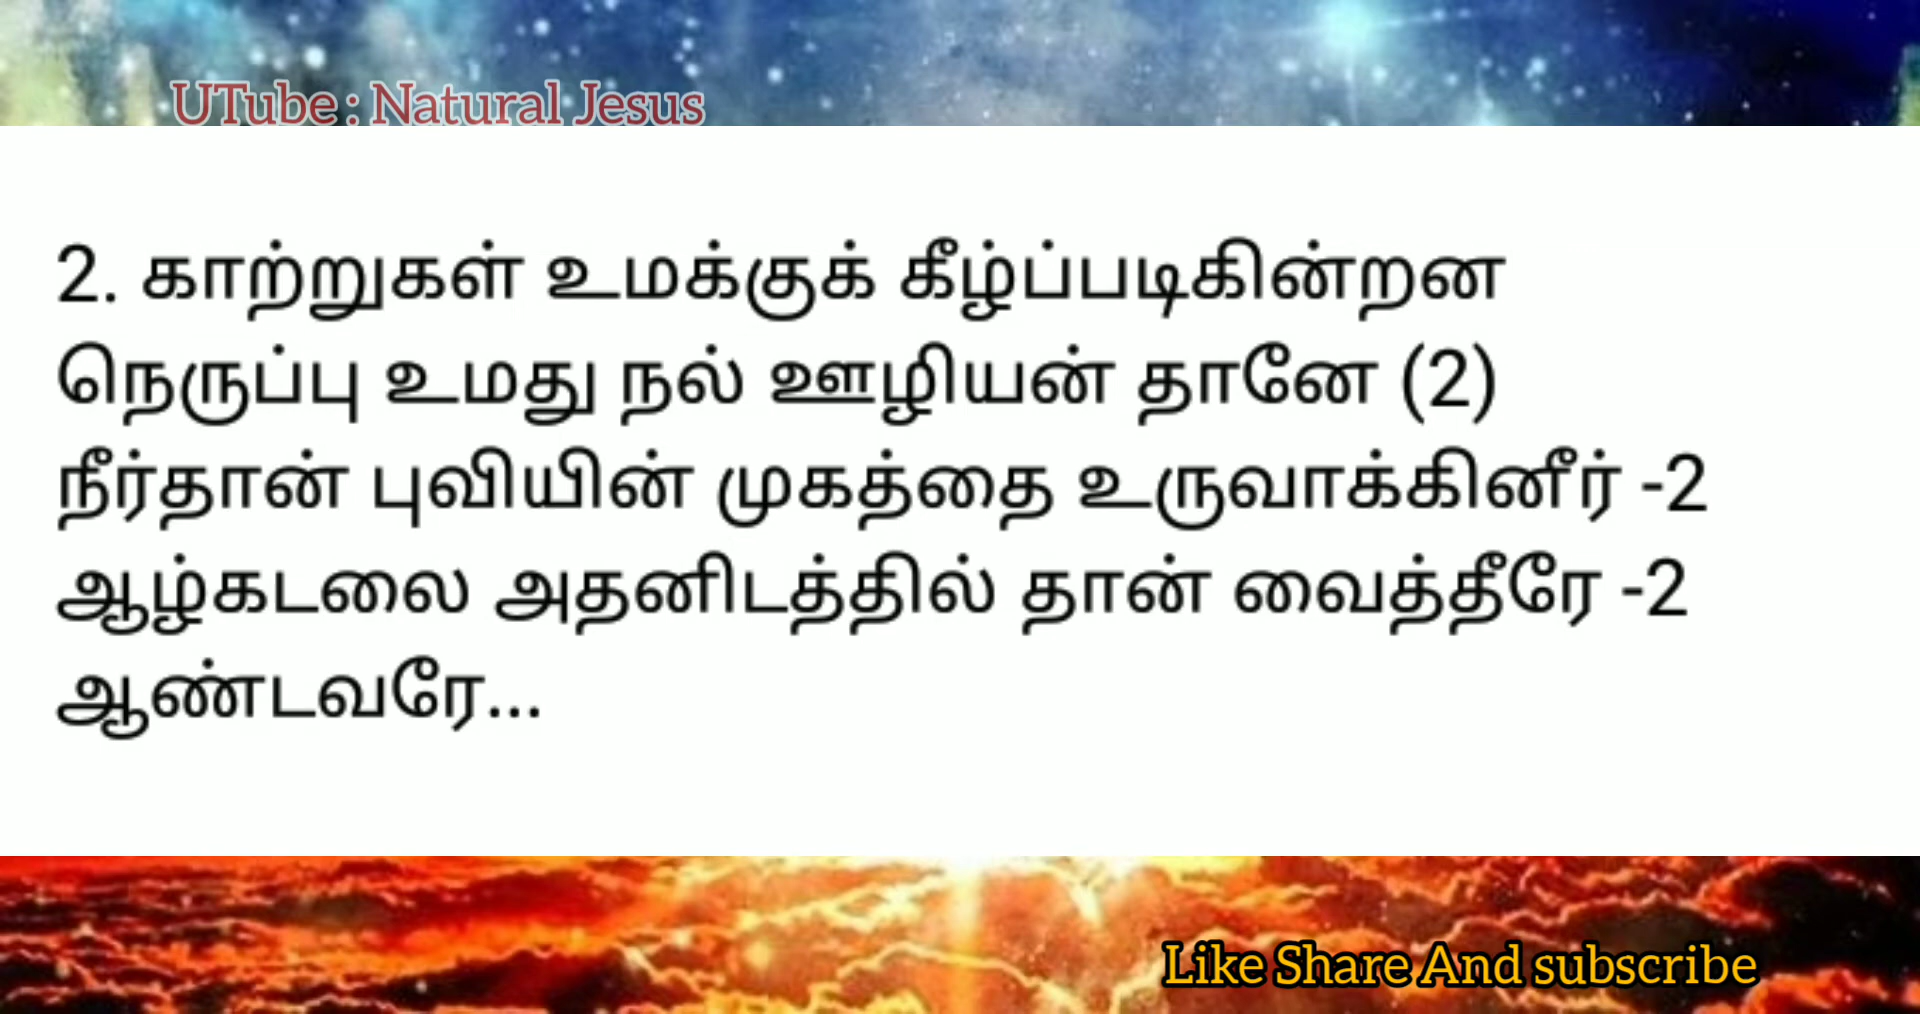 UTube : Natural Jesus
2. காற்றுகள் உமக்குக் கீழ்ப்படிகின்றன
நெருப்பு உமது நல் ஊழியன் தானே (2)
நீர்தான் புவியின் முகத்தை உருவாக்கினீர் -2
ஆழ்கடலை அதனிடத்தில் தான் வைத்தீரே -2
ஆண்டவரே...
Like Share And subscribe